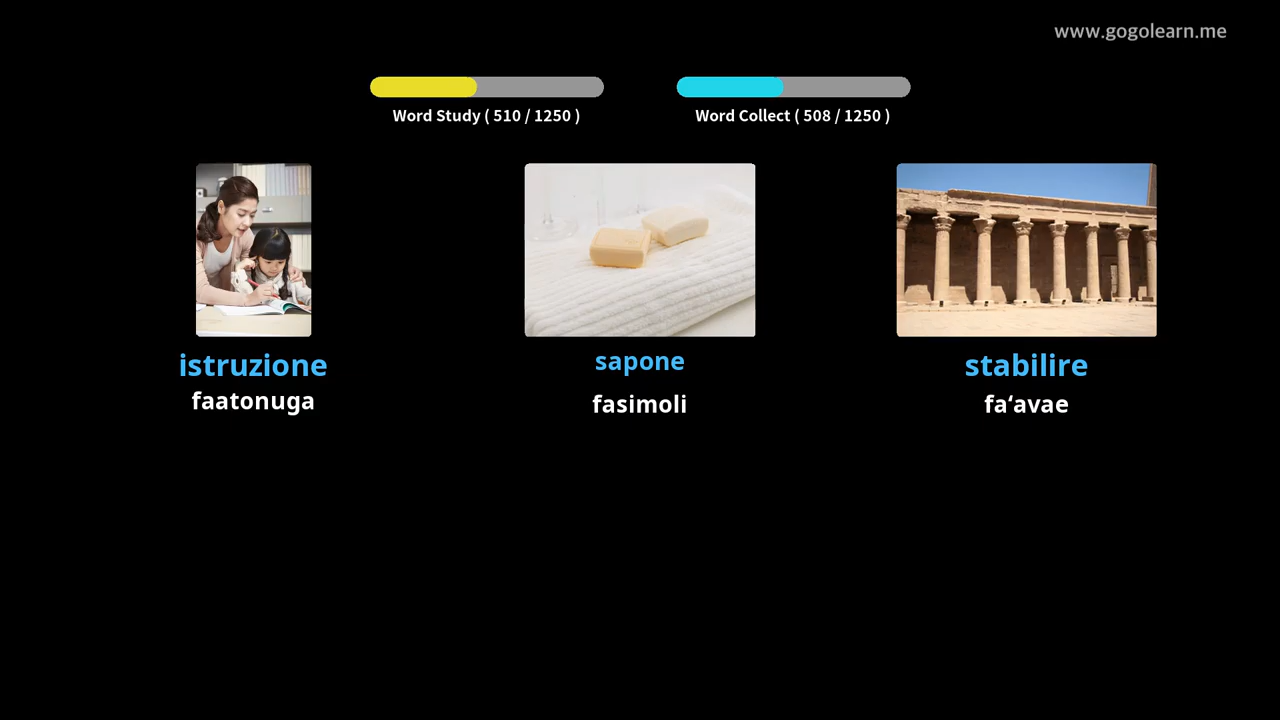 www.gogolearn.me
Word Study ( 510 / 1250 )
Word Collect ( 508 / 1250 )
istruzione
faatonuga
sapone
fasimoli
stabilire
fa‘avae